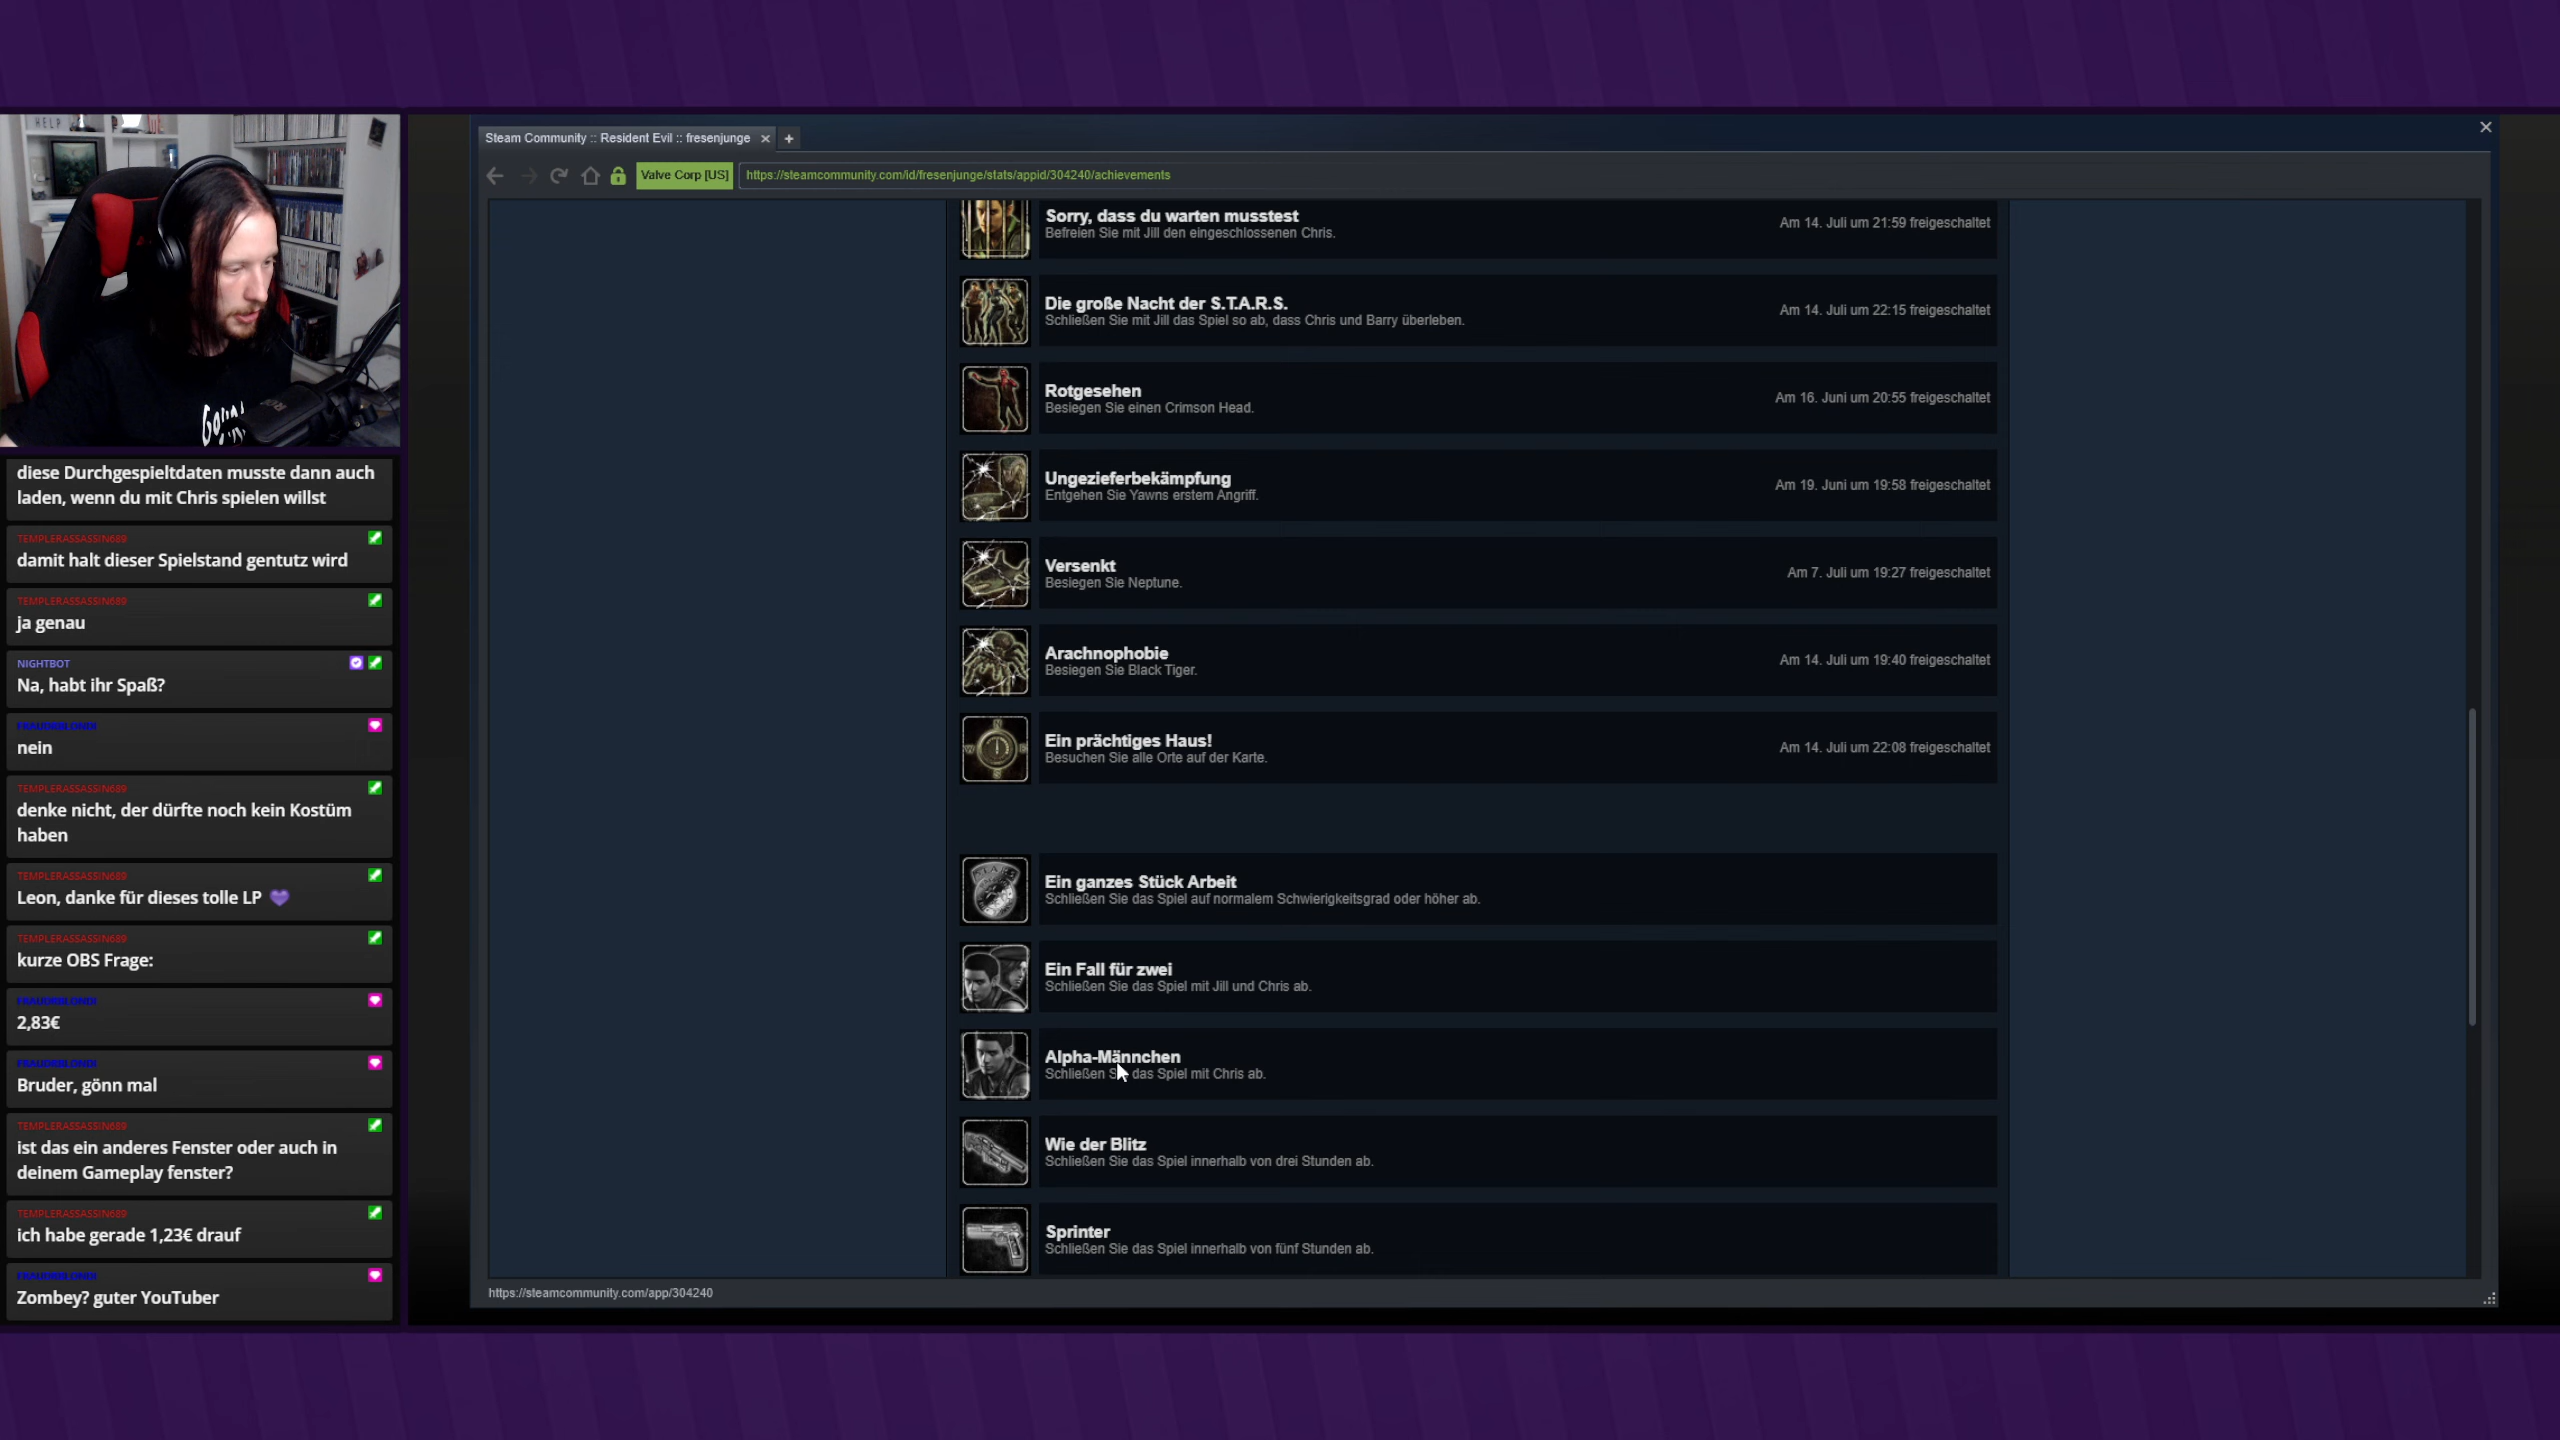 HELP
diese Durchgespieltdaten musste dann auch
laden, wenn du mit Chris spielen willst
TEMPLERASSASSIN689
damit halt dieser Spielstand gentutz wird
TEMPLERASSASSIN689
ja genau
NIGHTBOT
Na, habt ihr Spaß?
nein
TEMPLERASSASSIN689
denke nicht, der dürfte noch kein Kostüm
haben
TEMPLERASSASSIN689
Leon, danke für dieses tolle LP
TEMPLERASSASSIN689
kurze OBS Frage:
2,83€
Bruder, gönn mal
TEMPLERASSASSIN689
ist das ein anderes Fenster oder auch in
deinem Gameplay fenster?
TEMPLERASSASSIN689
ich habe gerade 1,23€ drauf
Zombey? guter YouTuber
Steam Community :: Resident Evil :: fresenjunge
Valve Corp [US]
https://steamcommunity.com/id/fresenjunge/stats/appid/304240/achievements
Sorry, dass du warten musstest
Befreien Sie mit Jill den eingeschlossenen Chris.
Am 14. Juli um 21:59 freigeschaltet
Die große Nacht der S.T.A.R.S.
Schließen Sie mit Jill das Spiel so ab, dass Chris und Barry überleben.
Am 14. Juli um 22:15 freigeschaltet
Rotgesehen
Besiegen Sie einen Crimson Head.
Am 16. Juni um 20:55 freigeschaltet
Ungezieferbekämpfung
Entgehen Sie Yawns erstem Angriff.
Am 19. Juni um 19:58 freigeschaltet
Versenkt
Besiegen Sie Neptune.
Am 7. Juli um 19:27 freigeschaltet
Arachnophobie
Besiegen Sie Black Tiger.
Am 14. Juli um 19:40 freigeschaltet
Ein prächtiges Haus!
Besuchen Sie alle Orte auf der Karte.
Am 14. Juli um 22:08 freigeschaltet
Ein ganzes Stück Arbeit
Schließen Sie das Spiel auf normalem Schwierigkeitsgrad oder höher ab.
Ein Fall für zwei
Schließen Sie das Spiel mit Jill und Chris ab.
Alpha-Männchen
Schließen Sie das Spiel mit Chris ab.
Wie der Blitz
Schließen Sie das Spiel innerhalb von drei Stunden ab.
Sprinter
Schließen Sie das Spiel innerhalb von fünf Stunden ab.
https://steamcommunity.com/app/304240